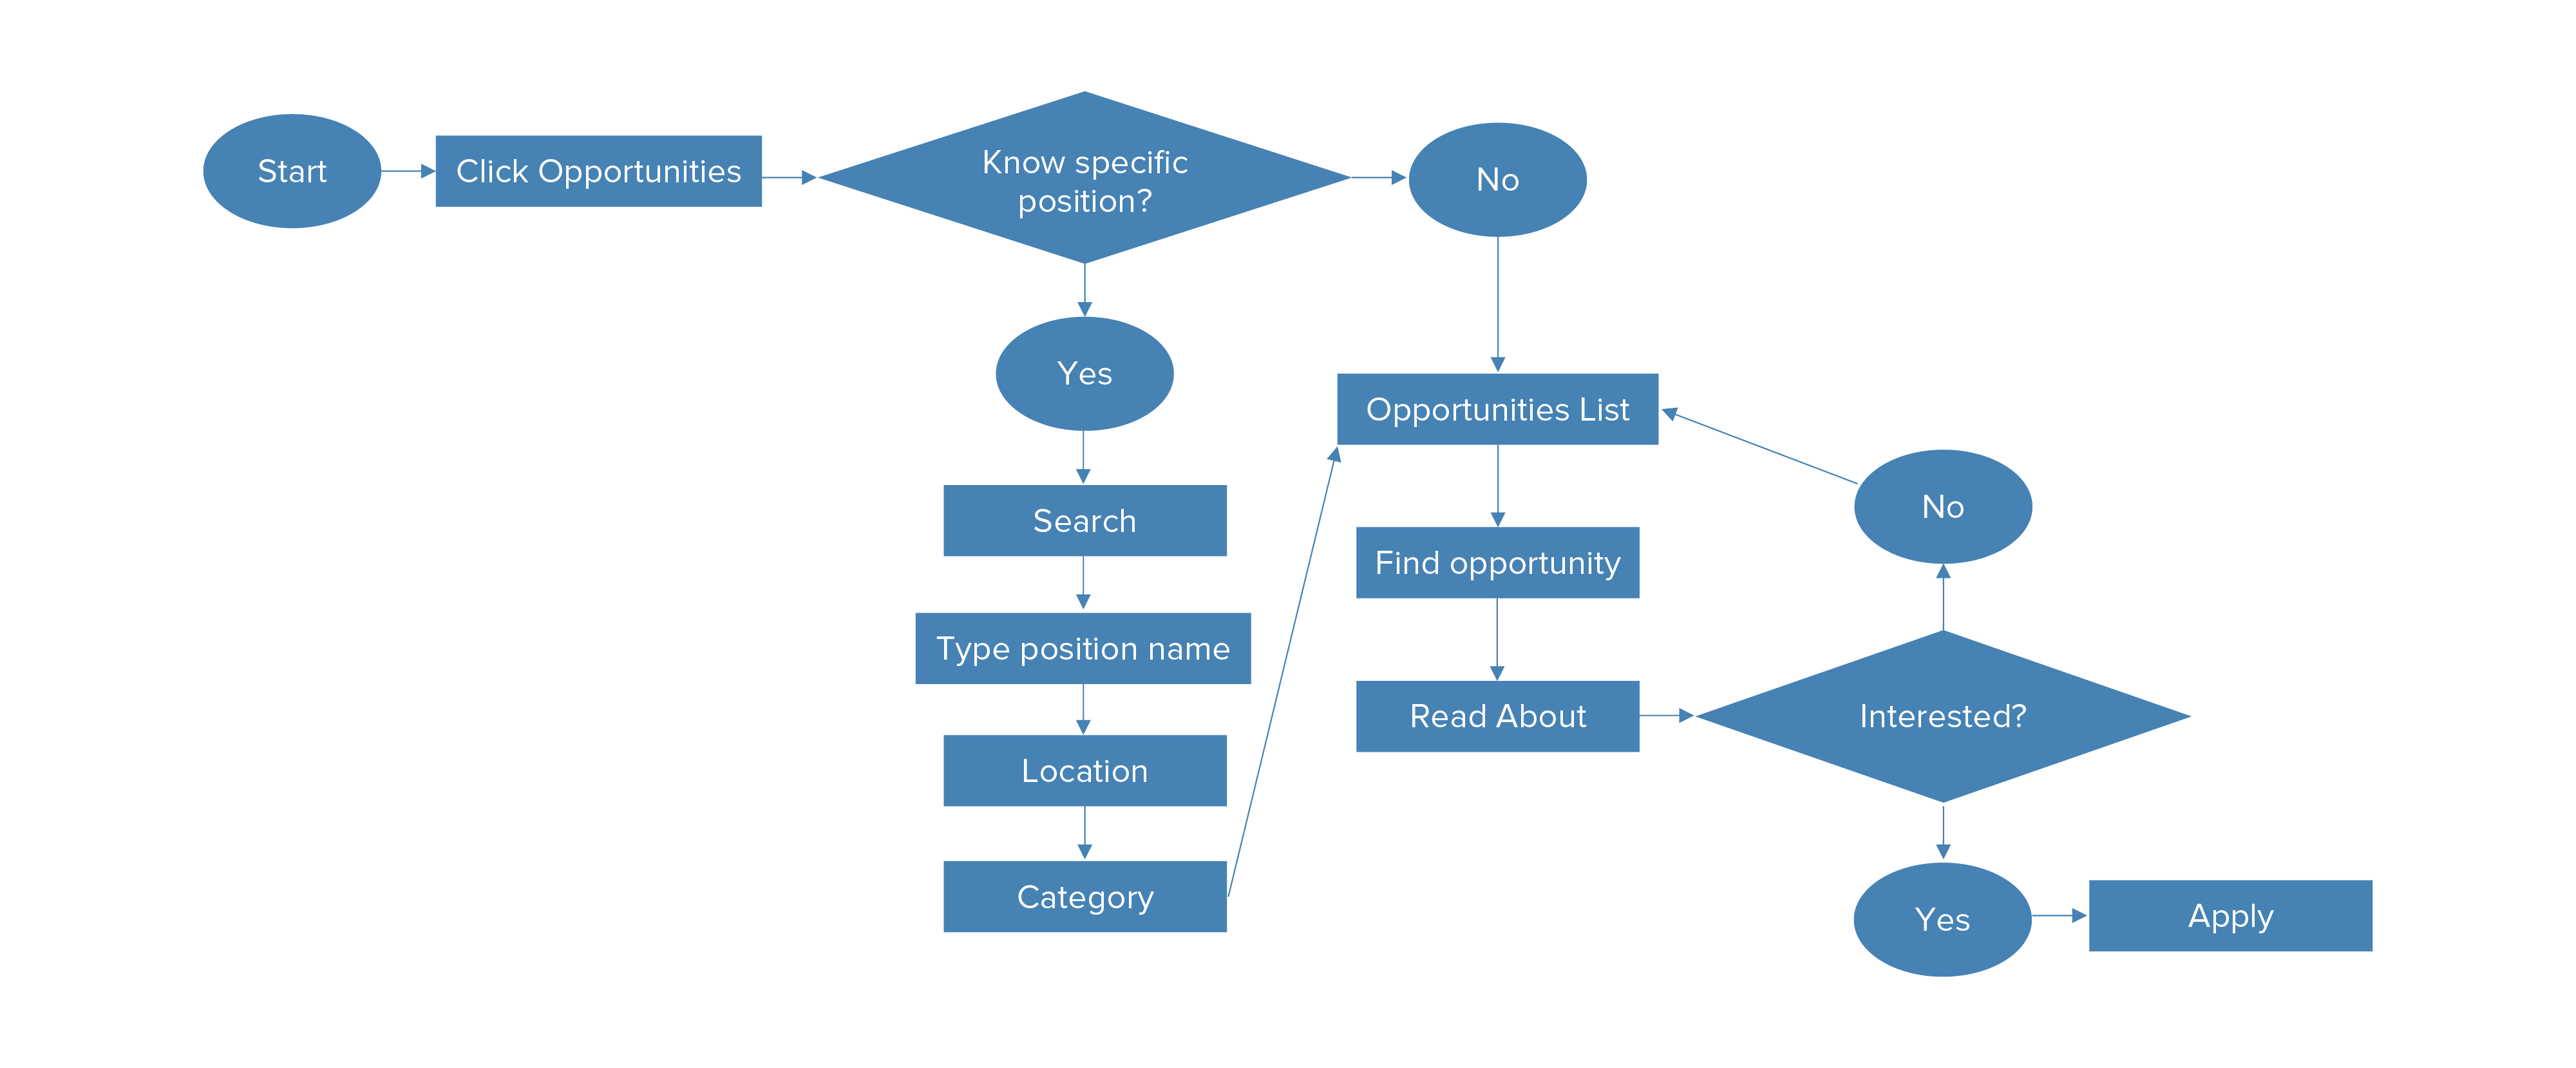 Start
Click Opportunities
Know specific
position?
No
Yes
Search
Type position name
Location
Category
Opportunities List
Find opportunity
Read About
Interested?
No
Yes
Apply